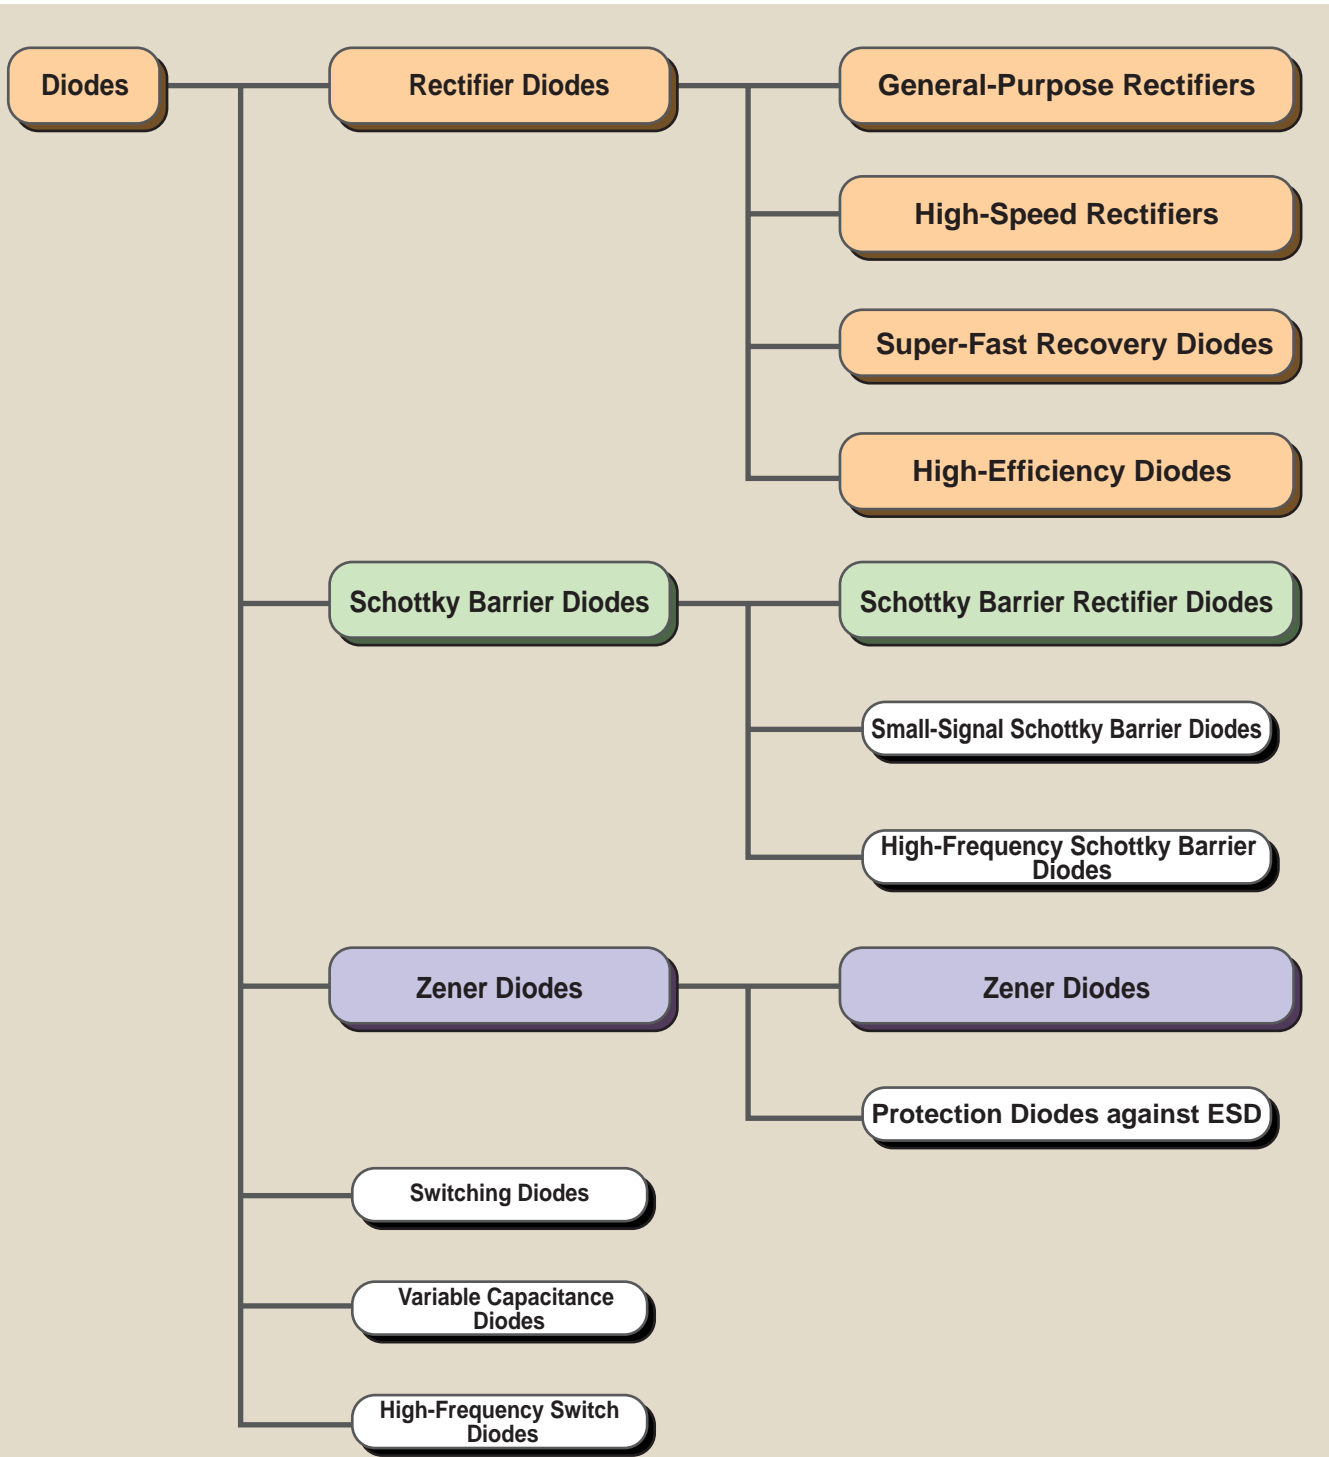 Diodes
Rectifier Diodes
General-Purpose Rectifiers
High-Speed Rectifiers
Super-Fast Recovery Diodes
High-Efficiency Diodes
Schottky Barrier Diodes
Schottky Barrier Rectifier Diodes
Small-Signal Schottky Barrier Diodes
High-Frequency Schottky Barrier
Diodes
Zener Diodes
Zener Diodes
Protection Diodes against ESD
Switching Diodes
Variable Capacitance
Diodes
High-Frequency Switch
Diodes